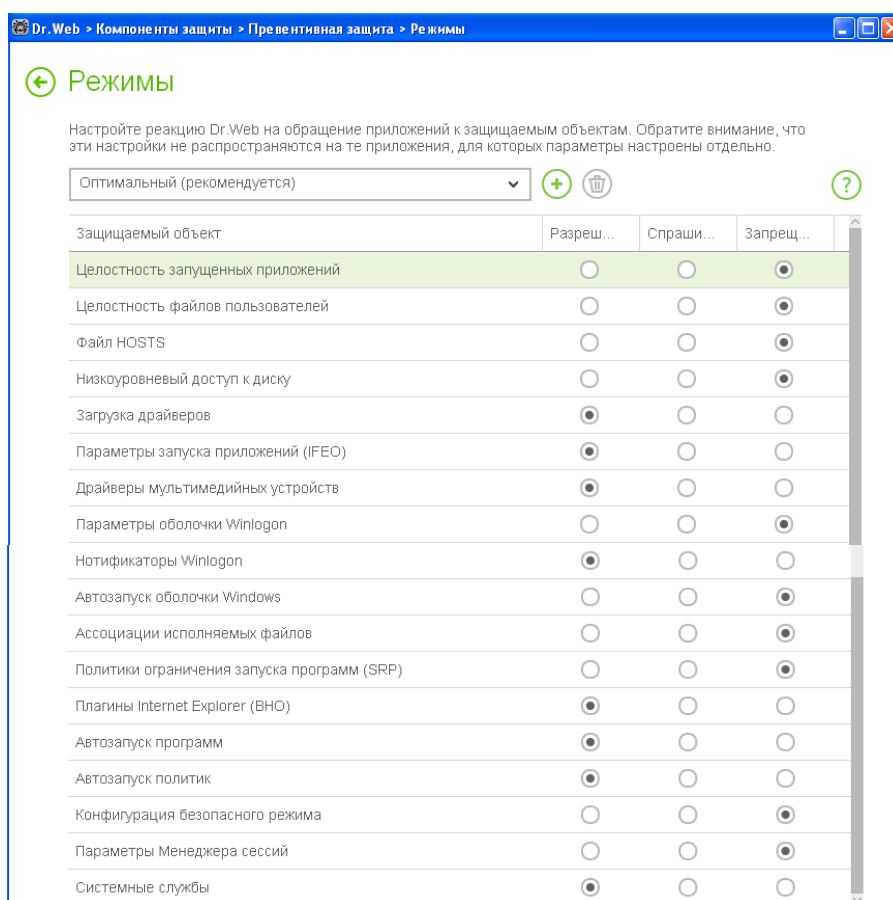 Dr.Web > Компоненты защиты > Превентивная защита > Режимы
Режимы
Настройте реакцию Dr.Web на обращение приложений к защищаемым объектам. Обратите внимание, что
эти настройки не распространяются на те приложения, для которых параметры настроены отдельно.
Оптимальный (рекомендуется)
?
Защищаемый объект Разреш... Спраши... Запрещ...
Целостность запущенных приложений
Целостность файлов пользователей
Файл HOSTS
Низкоуровневый доступ к диску
Загрузка драйверов
Параметры запуска приложений (IFEO)
Драйверы мультимедийных устройств
Параметры оболочки Winlogon
Нотификаторы Winlogon
Автозапуск оболочки Windows
Ассоциации исполняемых файлов
Политики ограничения запуска программ (SRP)
Плагины Internet Explorer (BHO)
Автозапуск программ
Автозапуск политик
Конфигурация безопасного режима
Параметры Менеджера сессий
Системные службы